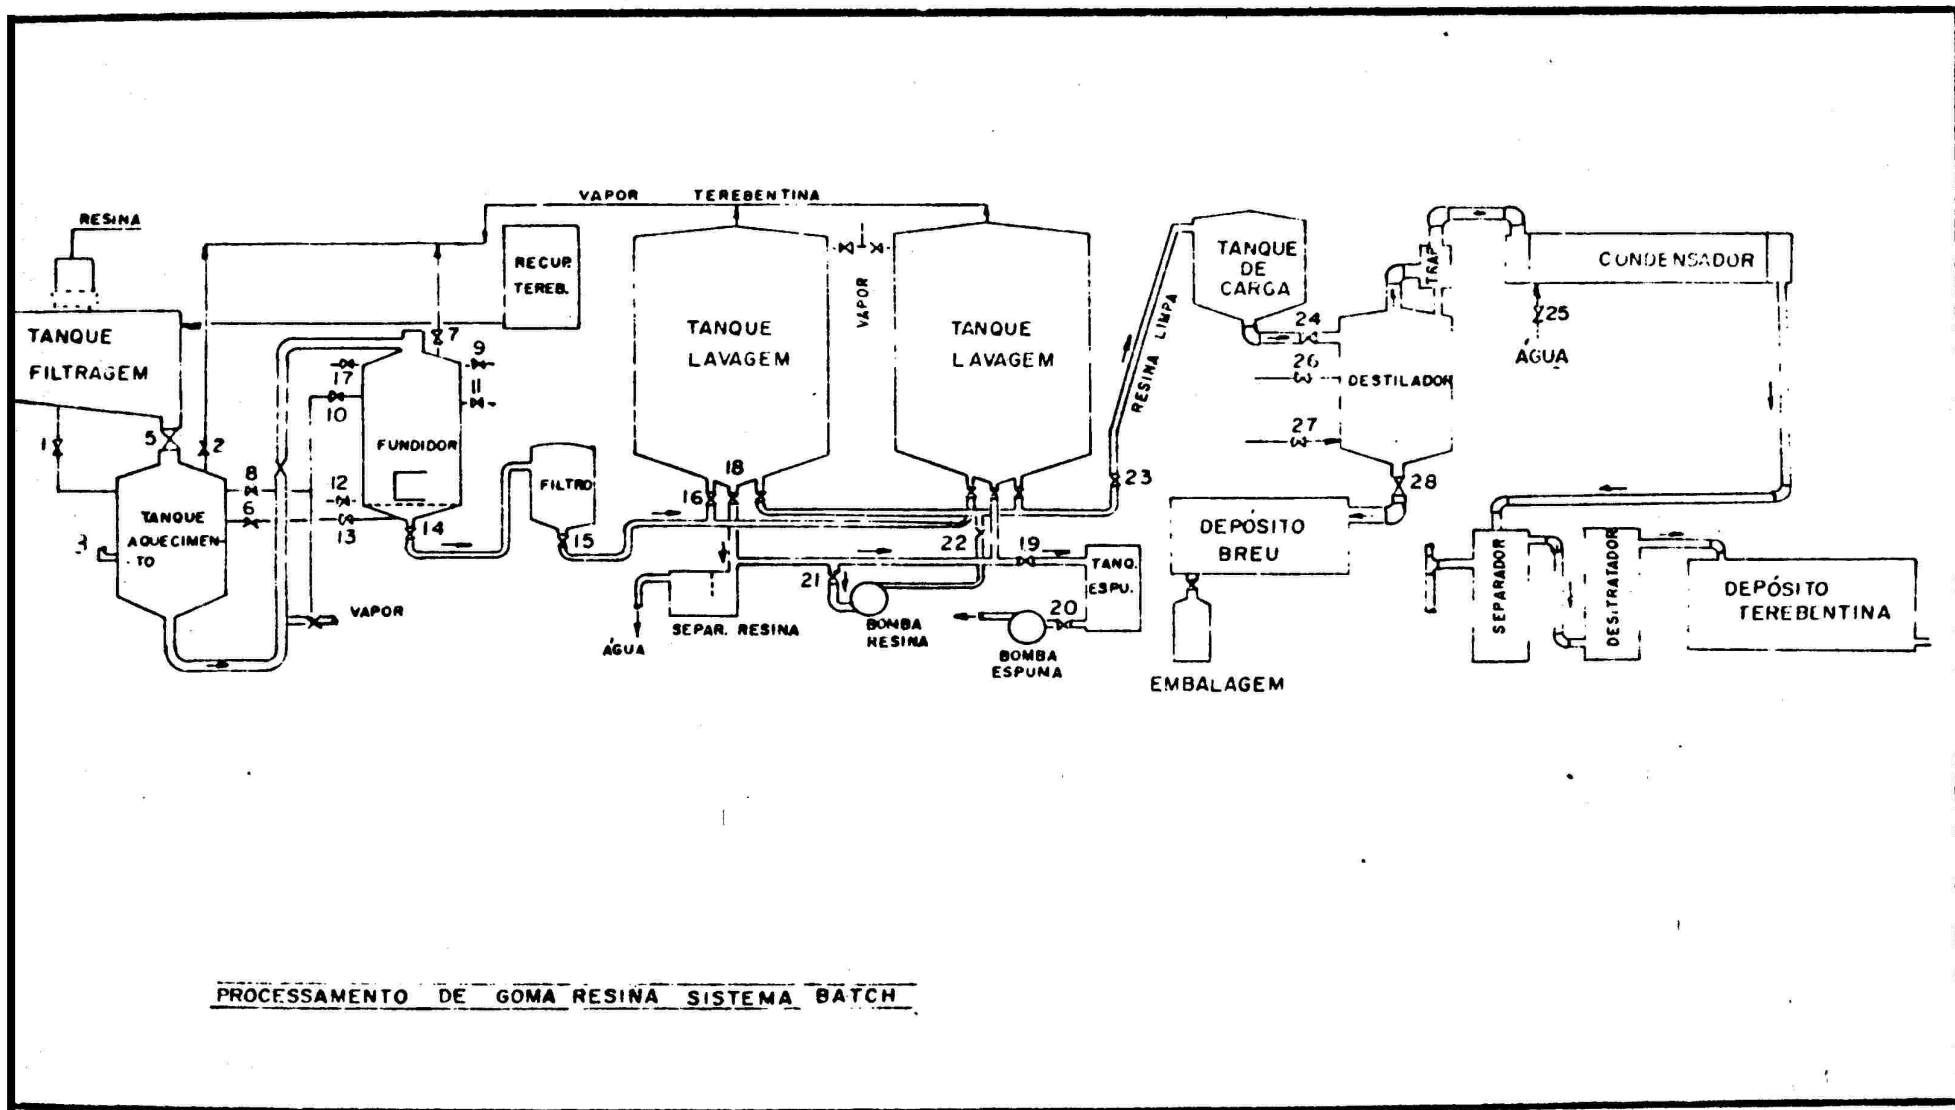 RESINA
TANQUE
FILTRAGEM
1
5
2
TANQUE
AQUECIMEN-
TO
3
8
6
VAPOR
VAPOR TEREBENTINA
RECUP.
TEREB.
7
9
17
11
10
FUNDIDOR
12
13
14
FILTRO
15
TANQUE
LAVAGEM
16
18
VAPOR
TANQUE
LAVAGEM
ÁGUA
SEPAR. RESINA
21
BOMBA
RESINA
22
19
TANQ.
ESPU.
20
BOMBA
ESPUMA
RESINA LIMPA
23
TANQUE
DE
CARGA
24
26
DESTILADOR
27
28
TRAP
CONDENSADOR
25
ÁGUA
DEPÓSITO
BREU
EMBALAGEM
SEPARADOR
DESITRATADOR
DEPÓSITO
TEREBENTINA
PROCESSAMENTO DE GOMA RESINA SISTEMA BATCH